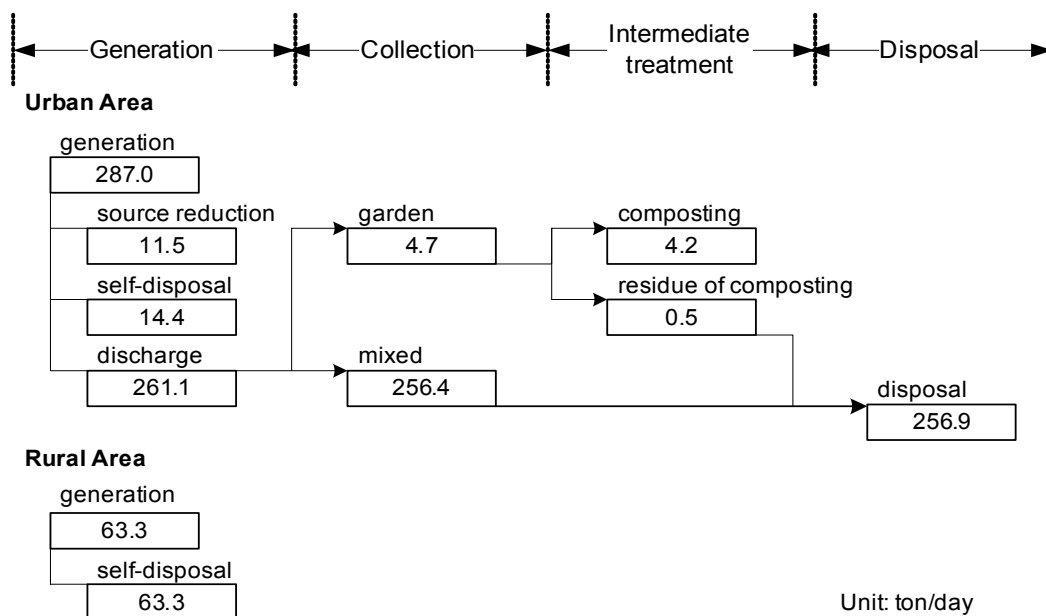 Generation
Collection
Intermediate
treatment
Disposal
Urban Area
generation
287.0
source reduction
11.5
garden
4.7
composting
4.2
self-disposal
14.4
residue of composting
0.5
discharge
261.1
mixed
256.4
disposal
256.9
Rural Area
generation
63.3
self-disposal
63.3
Unit: ton/day